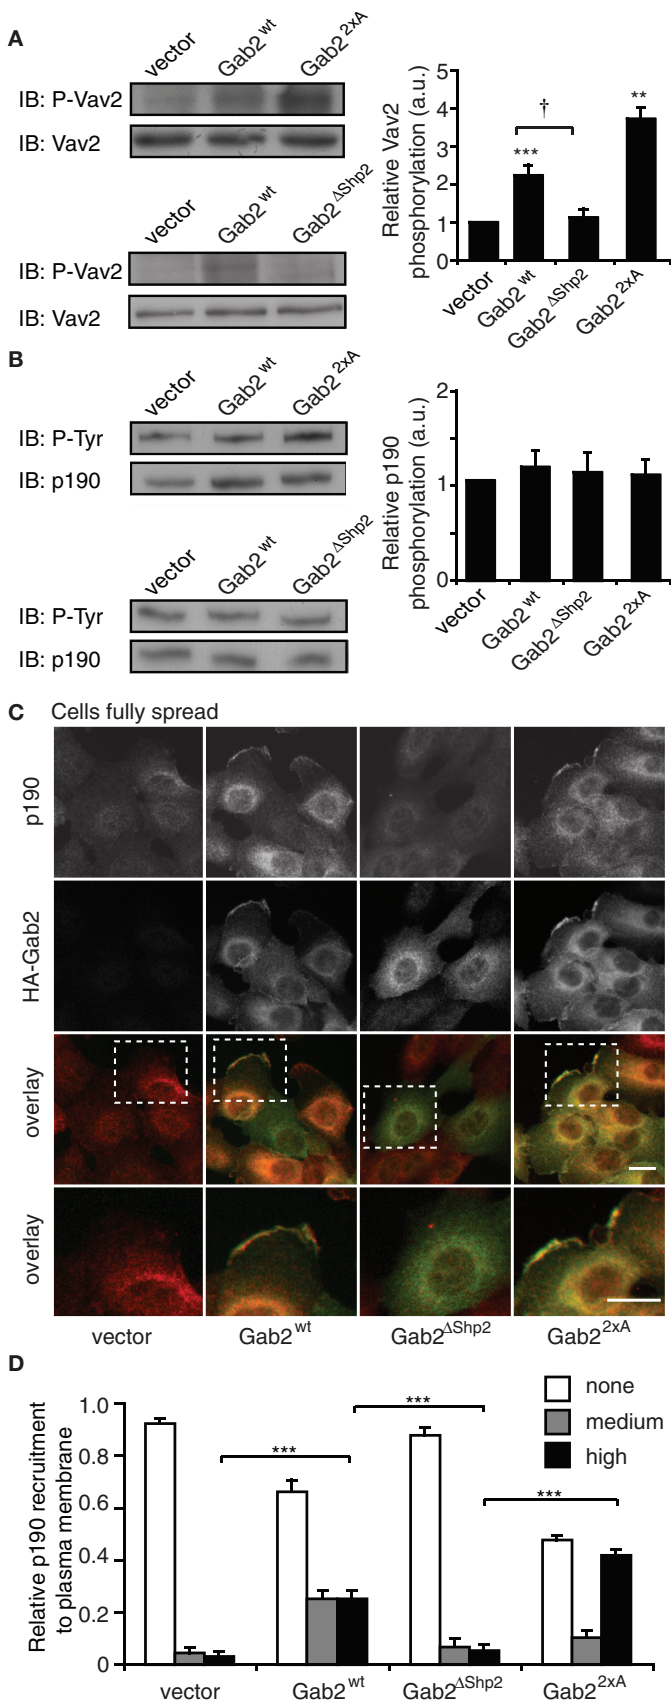 A
vector
Gab2 wt
Gab2 2xA
IB: P-Vav2
IB: Vav2
vector
Gab2 wt
Gab2 ΔShp2
IB: P-Vav2
IB: Vav2
Relative Vav2
phosphorylation (a.u.)
5
4
3
2
1
0
***
†
**
vector
Gab2 wt
Gab2 ΔShp2
Gab2 2xA
B
vector
Gab2 wt
Gab2 2xA
IB: P-Tyr
IB: p190
vector
Gab2 wt
Gab2 ΔShp2
IB: P-Tyr
IB: p190
Relative p190
phosphorylation (a.u.)
2
1
0
vector
Gab2 wt
Gab2 ΔShp2
Gab2 2xA
C Cells fully spread
p190
HA-Gab2
overlay
overlay
vector
Gab2 wt
Gab2 ΔShp2
Gab2 2xA
D
none
medium
high
Relative p190 recruitment
to plasma membrane
1.0
0.8
0.6
0.4
0.2
0
***
***
***
vector
Gab2 wt
Gab2 ΔShp2
Gab2 2xA